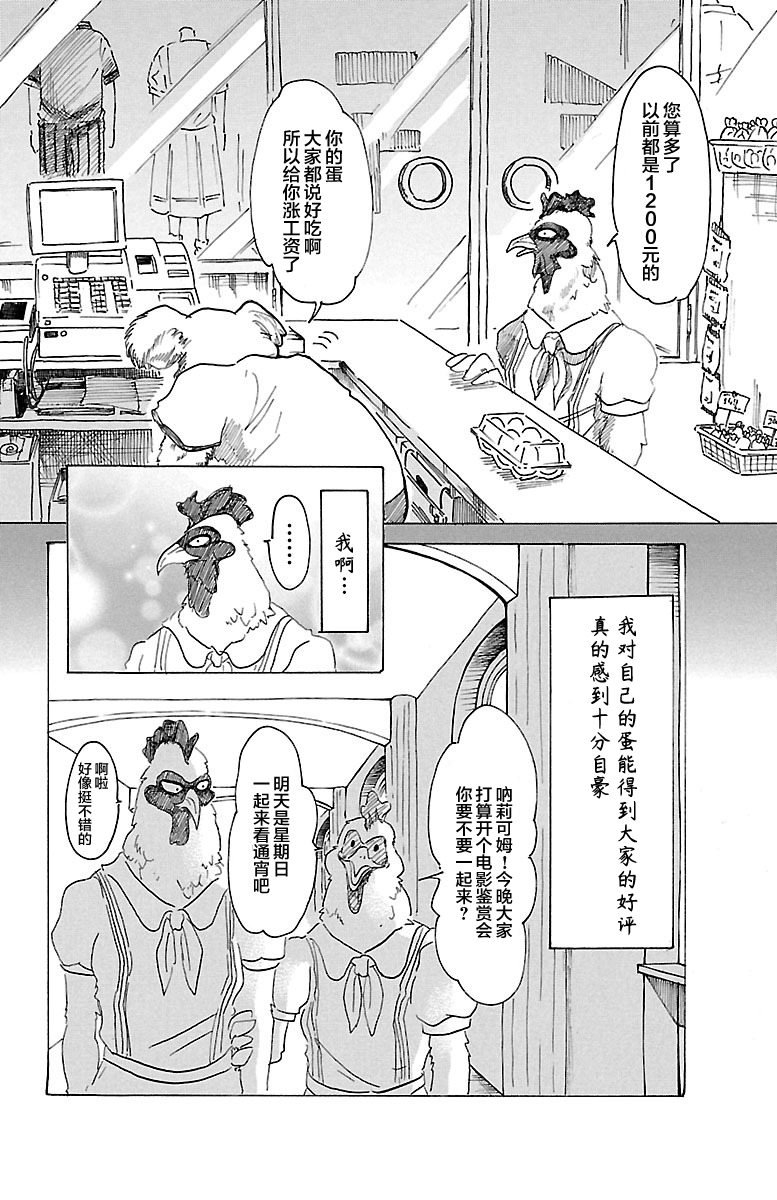 您算多了
以前都是1200元的
你的蛋
大家都说好吃啊
所以给你涨工资了
我啊…
……
我对自己的蛋能得到大家的好评
真的感到十分自豪
呐莉可姆！今晚大家
打算开个电影鉴赏会
你要不要一起来？
明天是星期日
一起来看通宵吧
啊啦
好像挺不错的